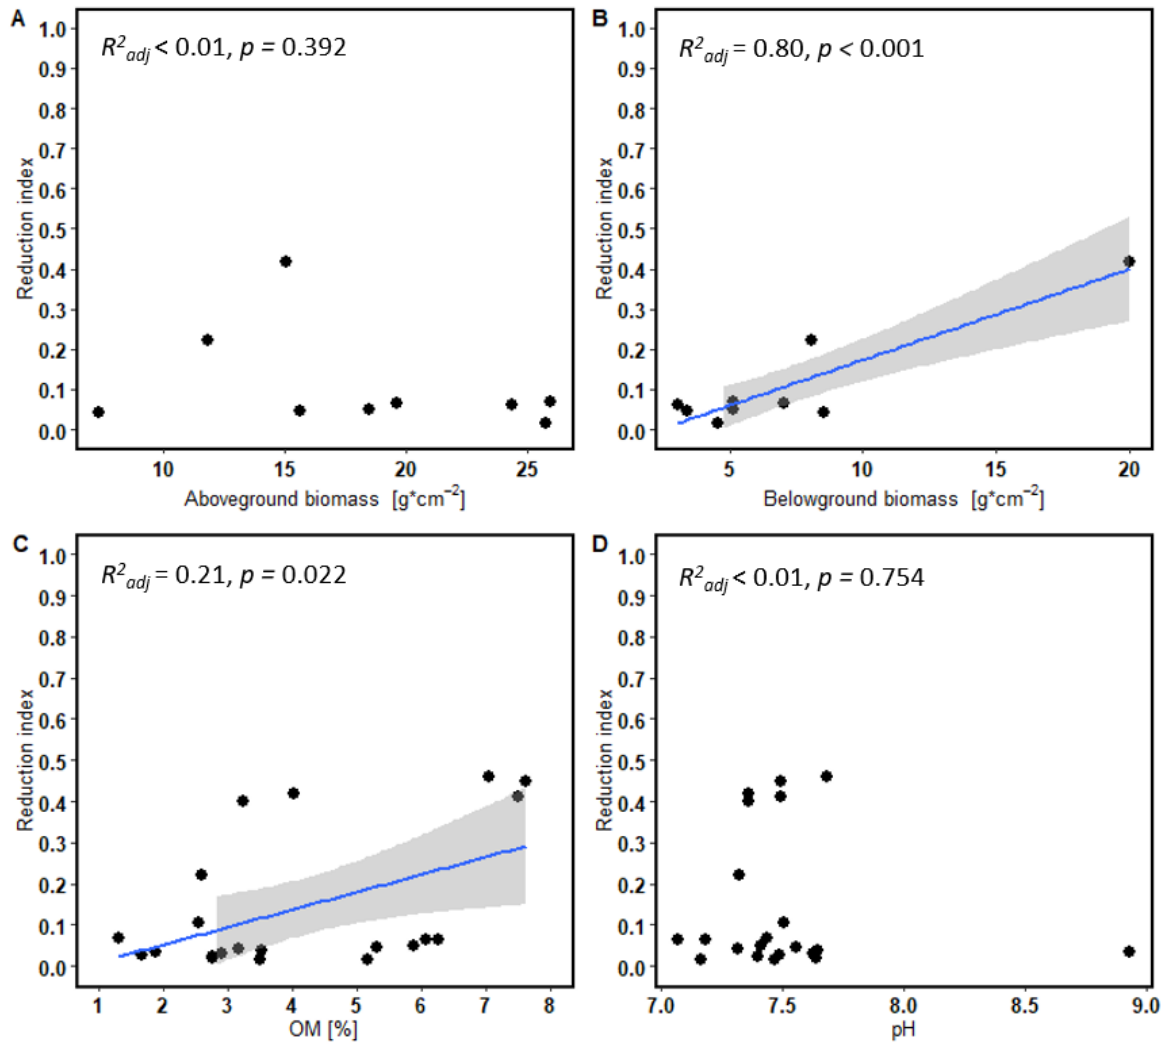 A
R²adj < 0.01, p = 0.392
1.0
0.9
0.8
0.7
0.6
0.5
0.4
0.3
0.2
0.1
0.0
Reduction index
10 15 20 25
Aboveground biomass [g*cm⁻²]
B
R²adj = 0.80, p < 0.001
1.0
0.9
0.8
0.7
0.6
0.5
0.4
0.3
0.2
0.1
0.0
Reduction index
5 10 15 20
Belowground biomass [g*cm⁻²]
C
R²adj = 0.21, p = 0.022
1.0
0.9
0.8
0.7
0.6
0.5
0.4
0.3
0.2
0.1
0.0
Reduction index
1 2 3 4 5 6 7 8
OM [%]
D
R²adj < 0.01, p = 0.754
1.0
0.9
0.8
0.7
0.6
0.5
0.4
0.3
0.2
0.1
0.0
Reduction index
7.0 7.5 8.0 8.5 9.0
pH